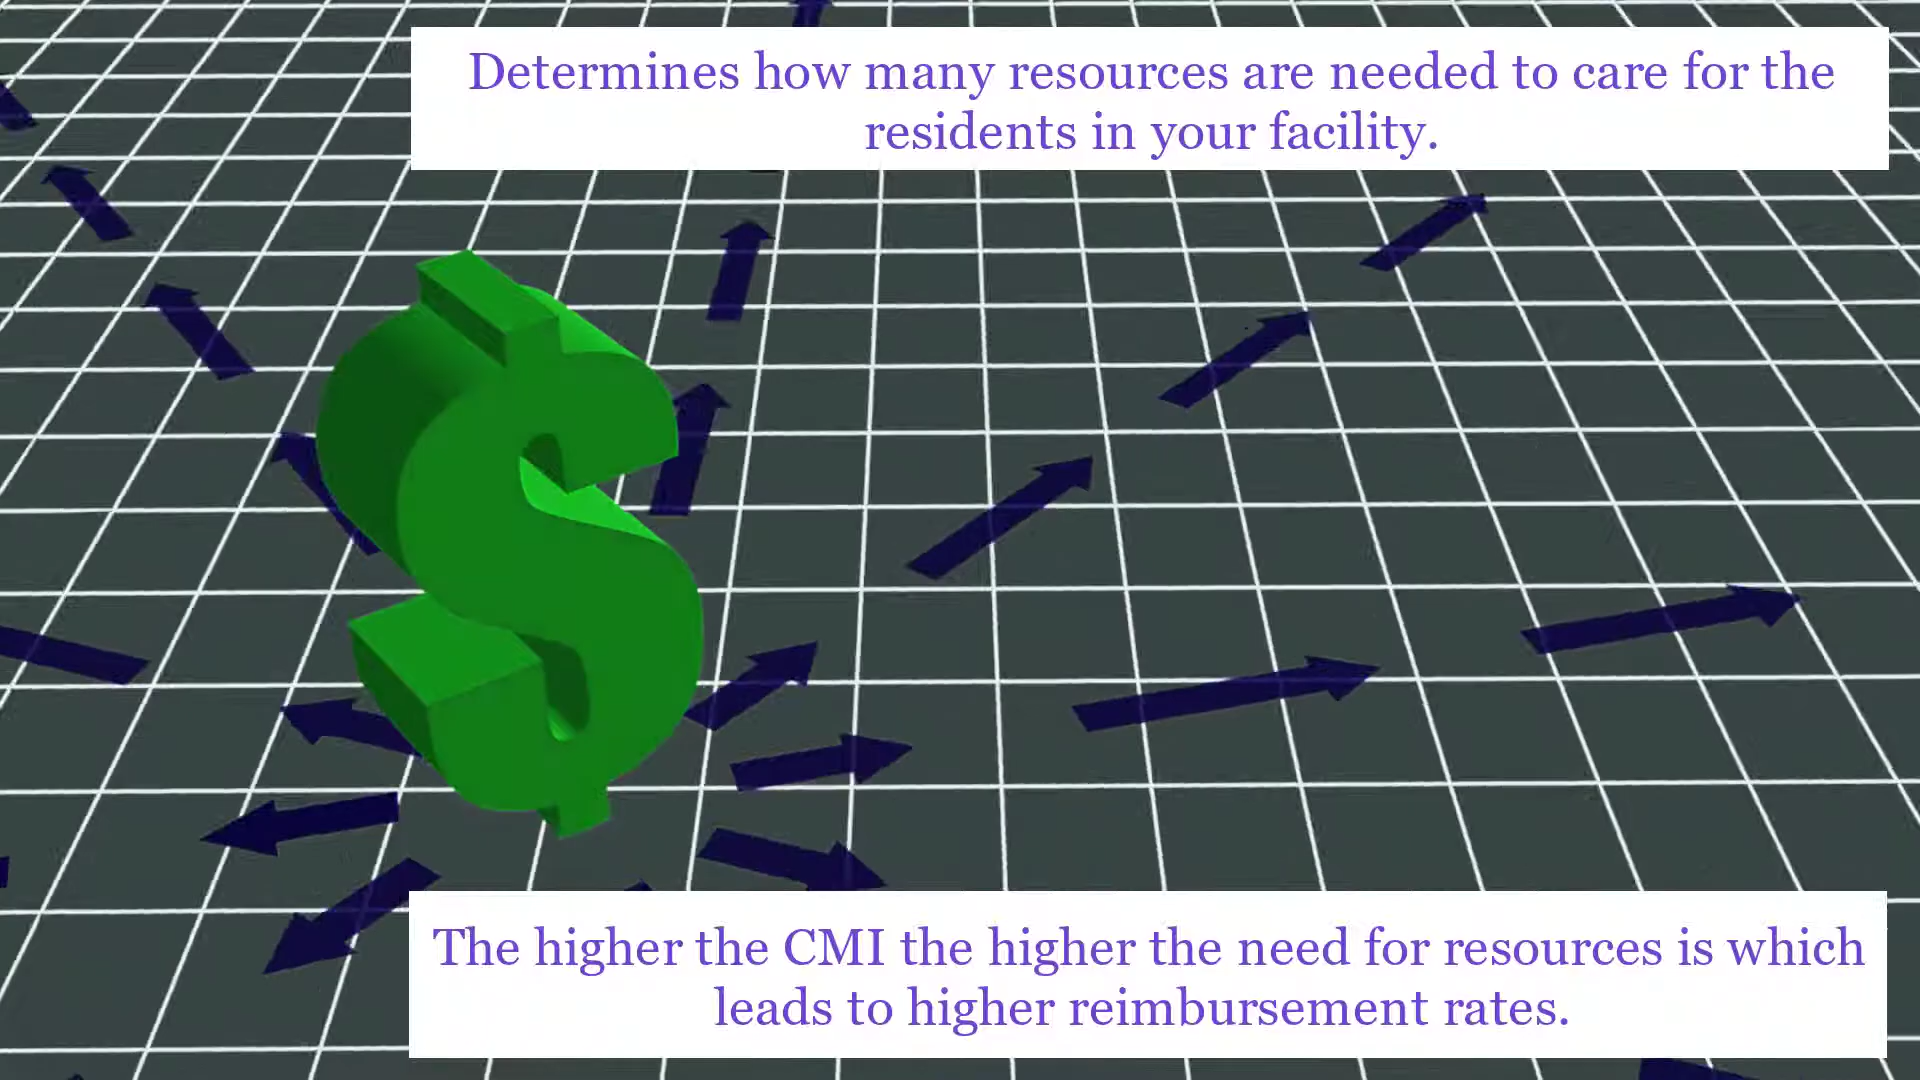 Determines how many resources are needed to care for the
residents in your facility.
The higher the CMI the higher the need for resources is which
leads to higher reimbursement rates.